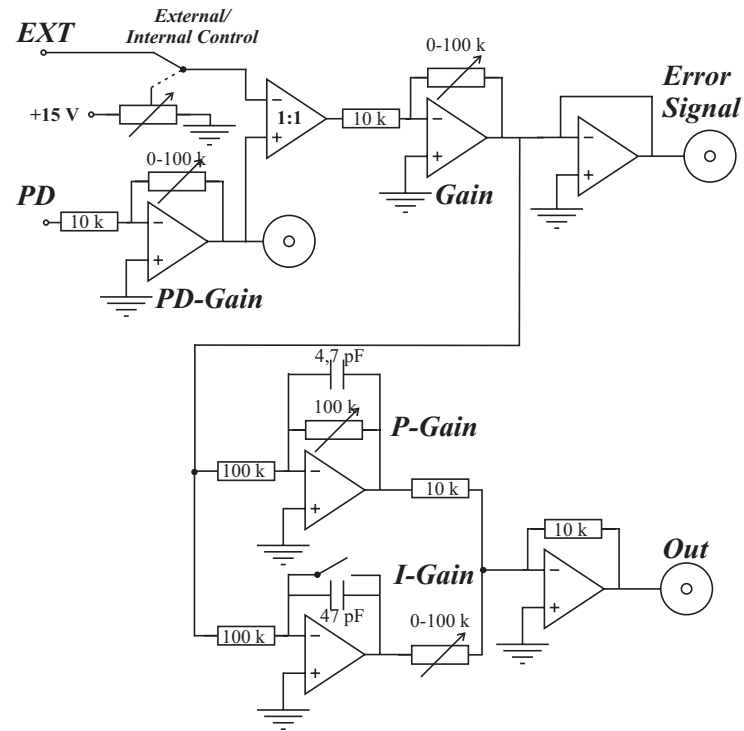 External/
Internal Control
EXT
+15 V
−
1:1
+
10 k
0-100 k
−
+
Gain
−
+
Error
Signal
PD
10 k
0-100 k
−
+
PD-Gain
4,7 pF
100 k
P-Gain
100 k
−
+
10 k
I-Gain
47 pF
100 k
−
+
0-100 k
10 k
−
+
Out